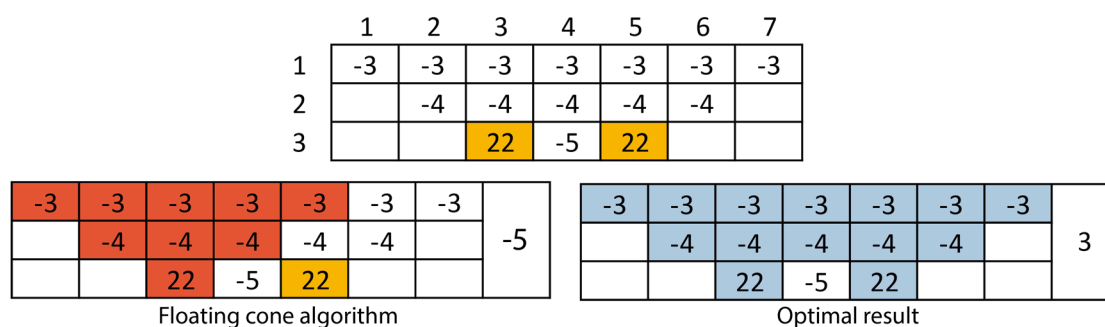 1 2 3 4 5 6 7
1 -3 -3 -3 -3 -3 -3 -3
2 -4 -4 -4 -4 -4
3 22 -5 22
-3 -3 -3 -3 -3 -3 -3
-4 -4 -4 -4 -4 -5
22 -5 22
Floating cone algorithm
-3 -3 -3 -3 -3 -3 -3
-4 -4 -4 -4 -4 3
22 -5 22
Optimal result